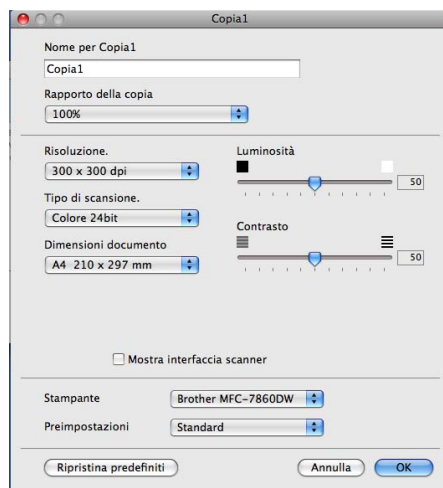 Copia1
Nome per Copia1
Copia1
Rapporto della copia
100%
Risoluzione.
300 x 300 dpi
Tipo di scansione.
Colore 24bit
Dimensioni documento
A4 210 x 297 mm
Luminosità
50
Contrasto
50
Mostra interfaccia scanner
Stampante
Brother MFC-7860DW
Preimpostazioni
Standard
Ripristina predefiniti
Annulla
OK